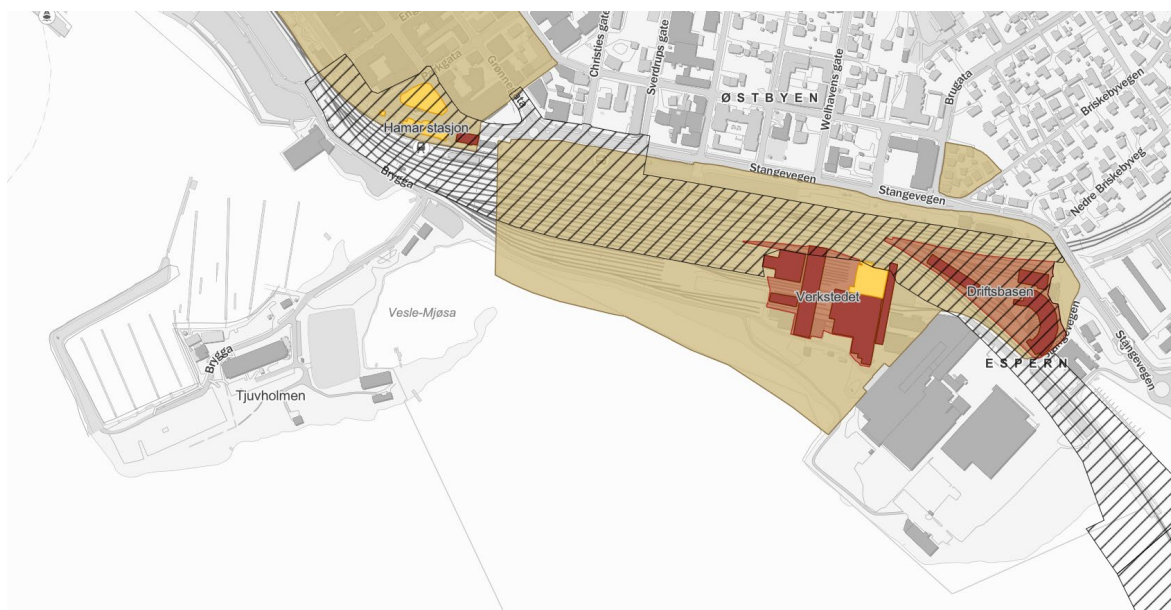 Parkgata
Christies gate
Sverdrups gate
Welhavens gate
ØSTBYEN
Brugata
Briskebyvegen
Hamar stasjon
Stangevegen
Stangevegen
Nedre Briskebyveg
Brygga
Verkstedet
Driftsbasen
Vesle-Mjøsa
Brygga
Stangevegen
ESPERN
Tjuvholmen